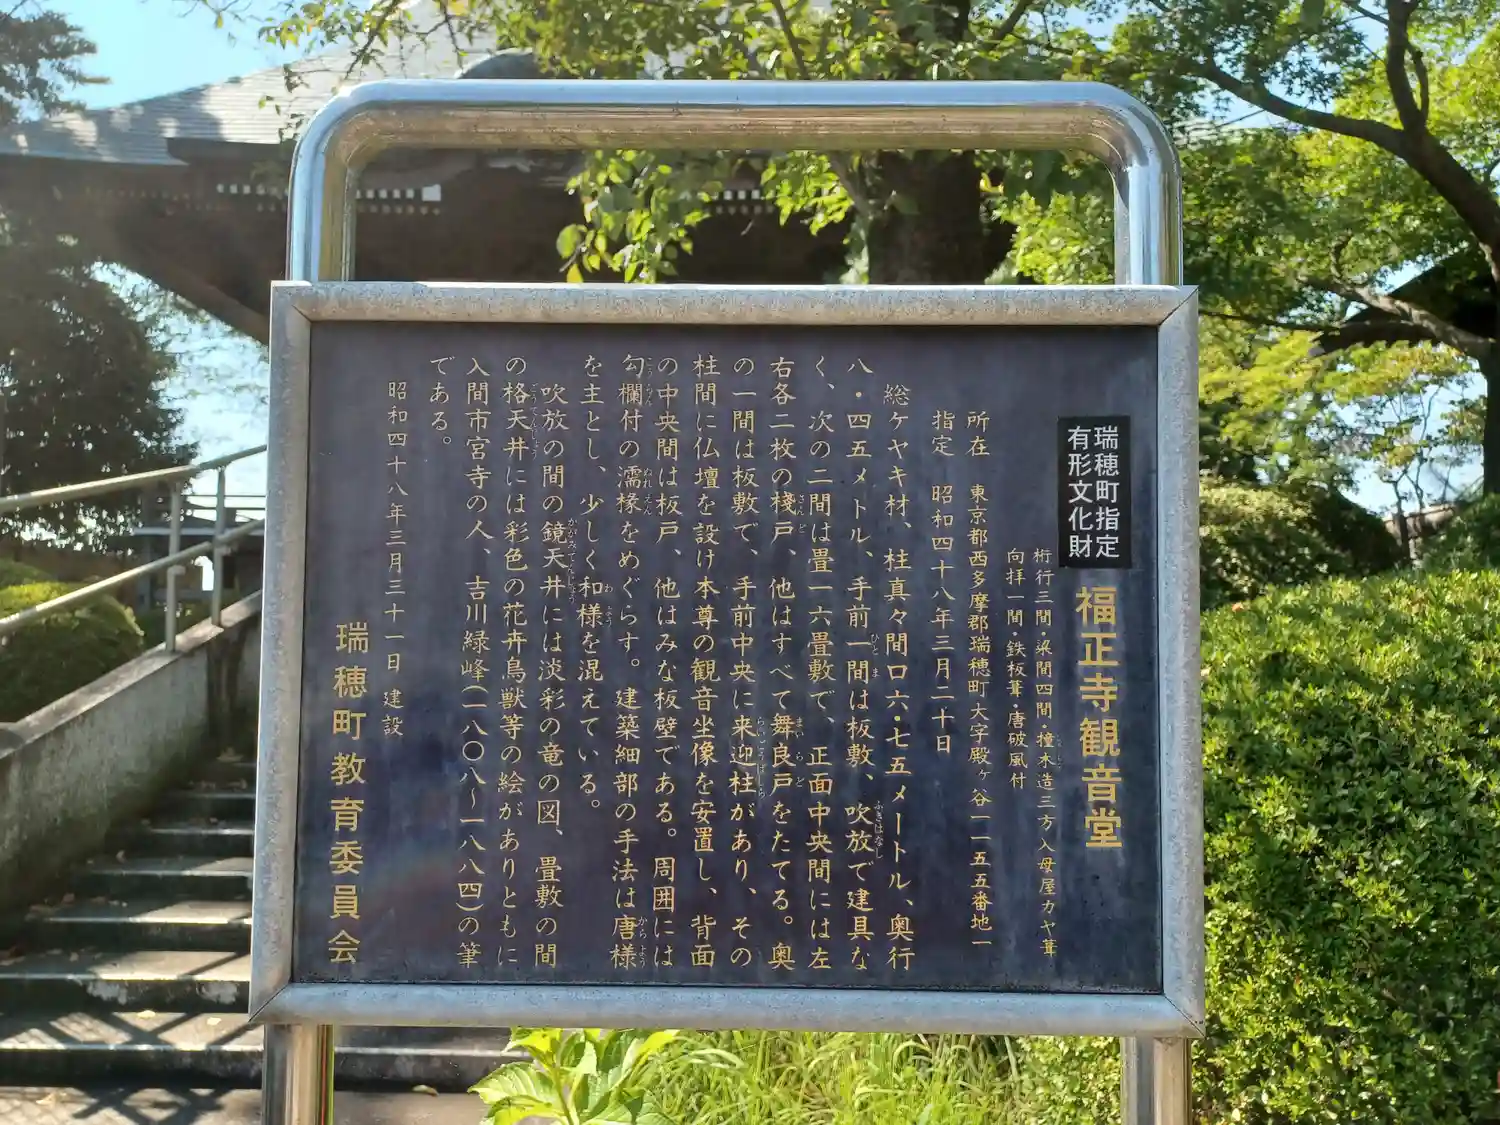 瑞穂町指定
有形文化財
福正寺観音堂
桁行三間・梁間四間・撞木造三方入母屋カヤ葺
向拝一間・鉄板葺・唐破風付
所在　東京都西多摩郡瑞穂町大字殿ヶ谷一一五五番地一
指定　昭和四十八年三月二十日
総ケヤキ材、柱真々間口六・七五メートル、奥行
八・四五メートル、手前一間は板敷、吹放で建具な
く、次の二間は畳一六畳敷で、正面中央間には左
右各二枚の棧戸、他はすべて舞良戸をたてる。奥
の一間は板敷で、手前中央に来迎柱があり、その
柱間に仏壇を設け本尊の観音坐像を安置し、背面
の中央間は板戸、他はみな板壁である。周囲には
勾欄付の濡椽をめぐらす。建築細部の手法は唐様
を主とし、少しく和様を混えている。
吹放の間の鏡天井には淡彩の竜の図、畳敷の間
の格天井には彩色の花卉鳥獣等の絵がありともに
入間市宮寺の人、吉川緑峰(一八〇八〜一八八四)の筆
である。
昭和四十八年三月三十一日 建設
瑞穂町教育委員会